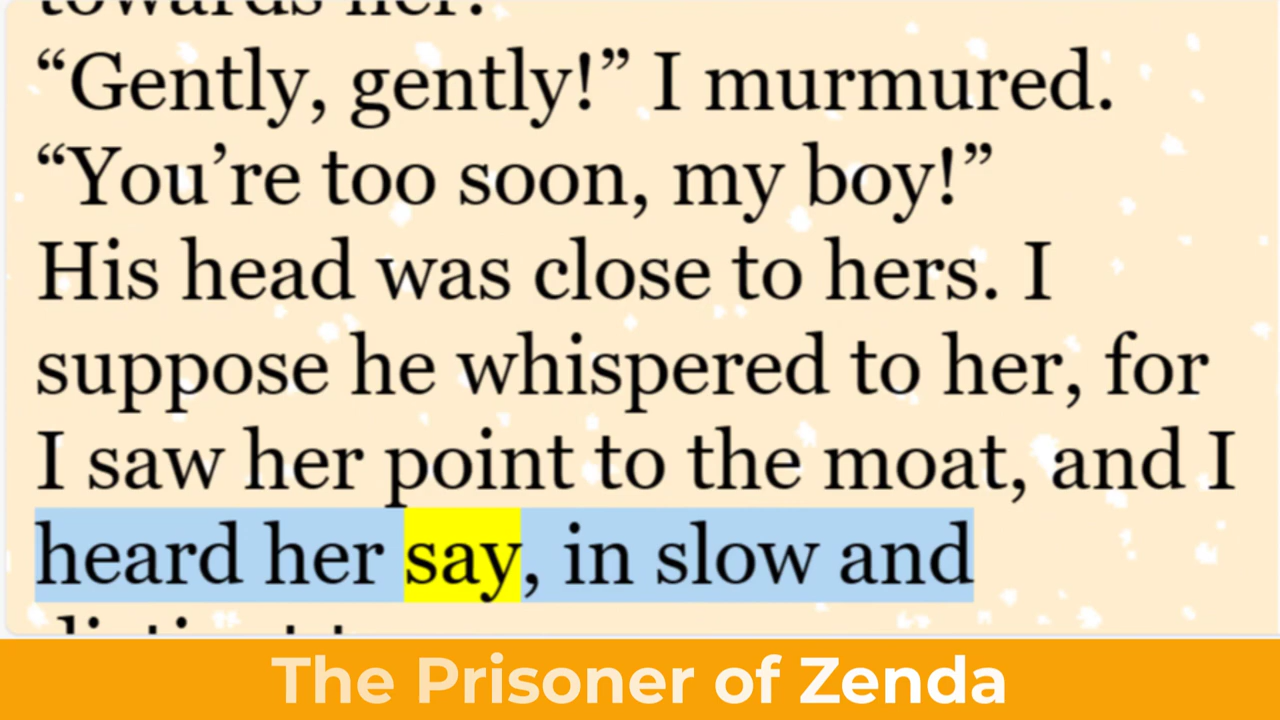 towards her.
“Gently, gently!” I murmured.
“You’re too soon, my boy!”
His head was close to hers. I
suppose he whispered to her, for
I saw her point to the moat, and I
heard her say, in slow and
The Prisoner of Zenda